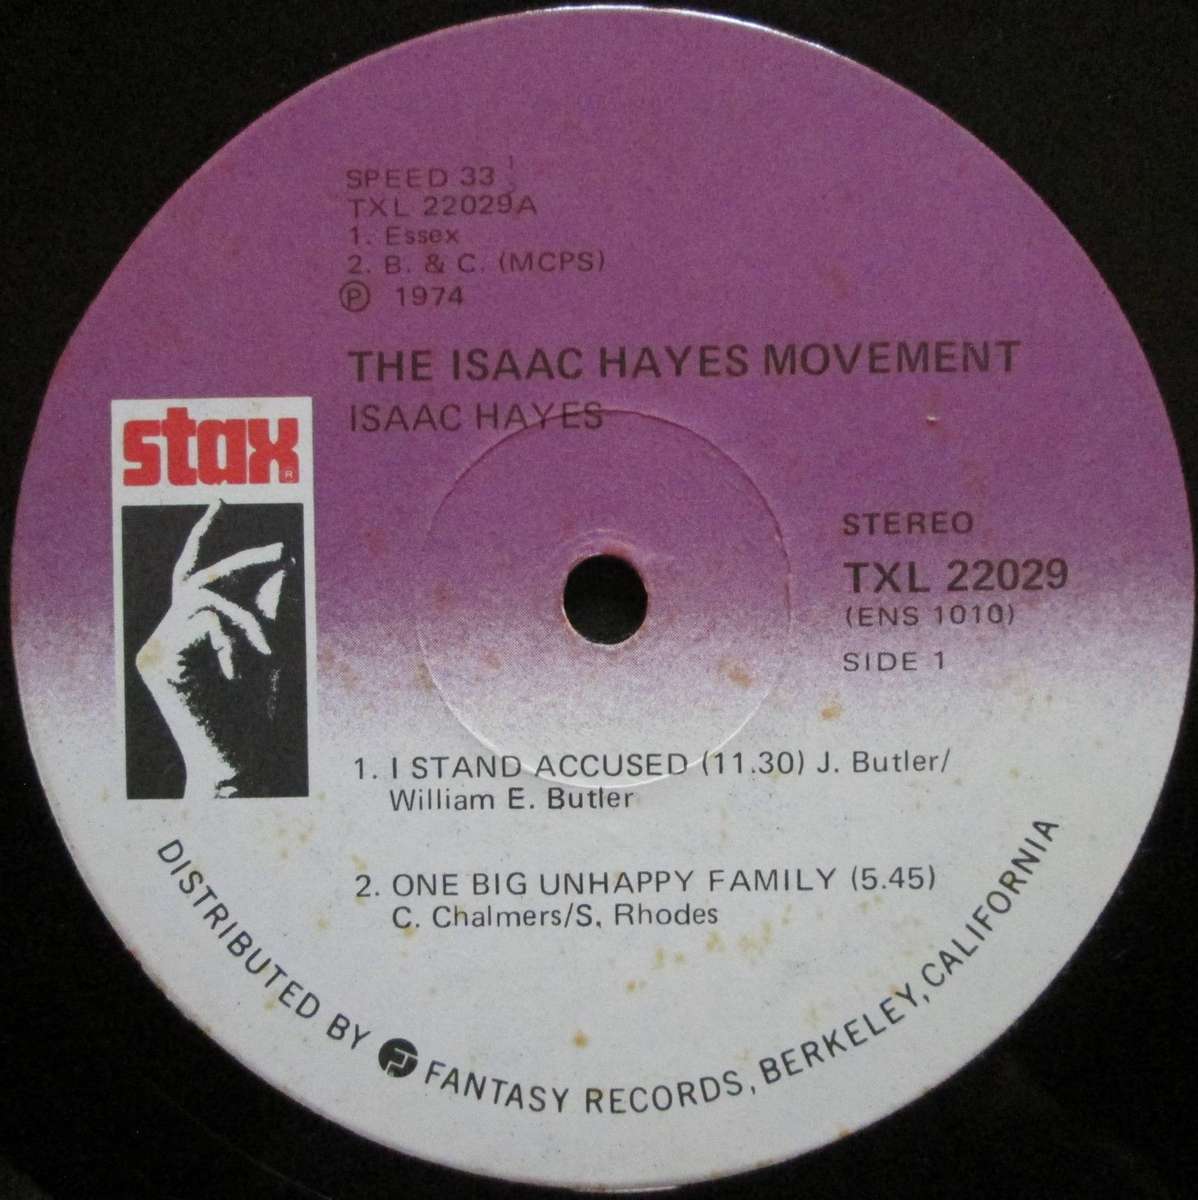 SPEED 33 1
TXL 22029A
1. Essex
2. B. & C. (MCPS)
Ⓟ 1974
THE ISAAC HAYES MOVEMENT
ISAAC HAYES
stax®
STEREO
TXL 22029
(ENS 1010)
SIDE 1
1. I STAND ACCUSED (11.30) J. Butler/
William E. Butler
2. ONE BIG UNHAPPY FAMILY (5.45)
C. Chalmers/S. Rhodes
DISTRIBUTED BY FANTASY RECORDS, BERKELEY, CALIFORNIA